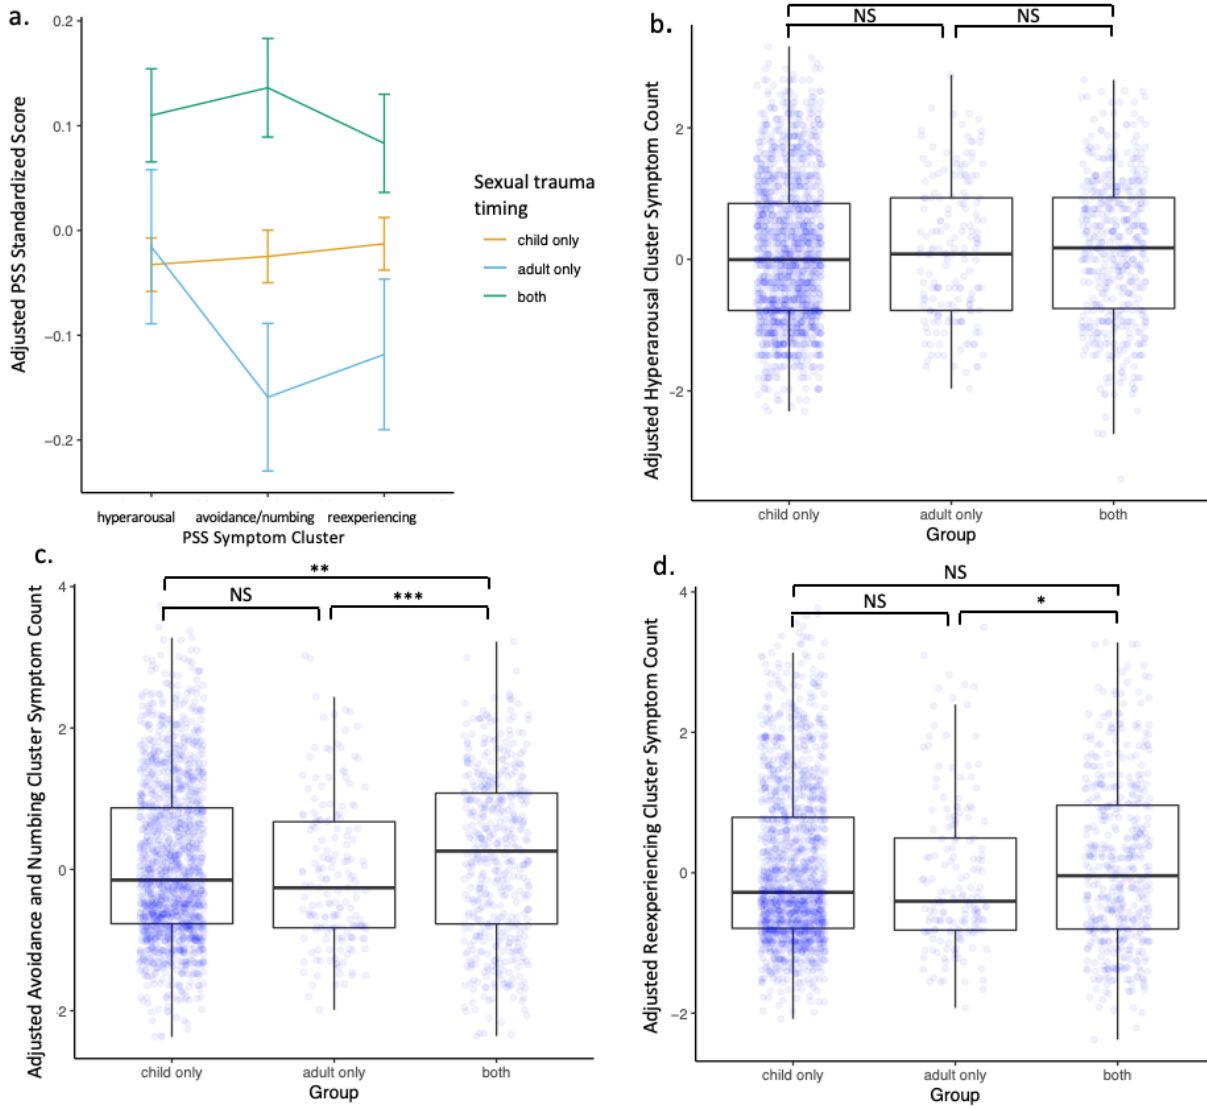 a.
0.2
0.1
0.0
−0.1
−0.2
Adjusted PSS Standardized Score
hyperarousal avoidance/numbing reexperiencing
PSS Symptom Cluster
Sexual trauma
timing
child only
adult only
both
b.
NS NS
2
0
-2
Adjusted Hyperarousal Cluster Symptom Count
child only adult only both
Group
c.
**
NS ***
4
2
0
2
Adjusted Avoidance and Numbing Cluster Symptom Count
child only adult only both
Group
d.
NS
NS *
4
2
0
−2
Adjusted Reexperiencing Cluster Symptom Count
child only adult only both
Group